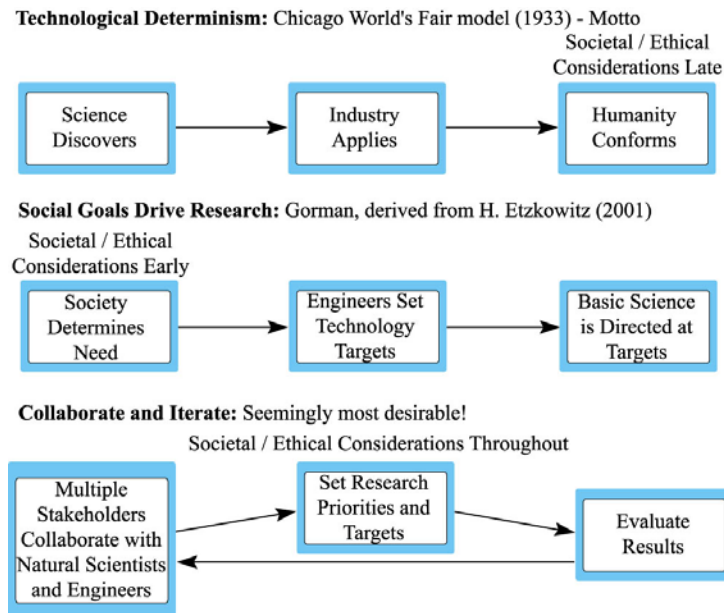 Technological Determinism: Chicago World's Fair model (1933) - Motto
Societal / Ethical
Considerations Late
Science
Discovers
Industry
Applies
Humanity
Conforms
Social Goals Drive Research: Gorman, derived from H. Etzkowitz (2001)
Societal / Ethical
Considerations Early
Society
Determines
Need
Engineers Set
Technology
Targets
Basic Science
is Directed at
Targets
Collaborate and Iterate: Seemingly most desirable!
Societal / Ethical Considerations Throughout
Multiple
Stakeholders
Collaborate with
Natural Scientists
and Engineers
Set Research
Priorities and
Targets
Evaluate
Results